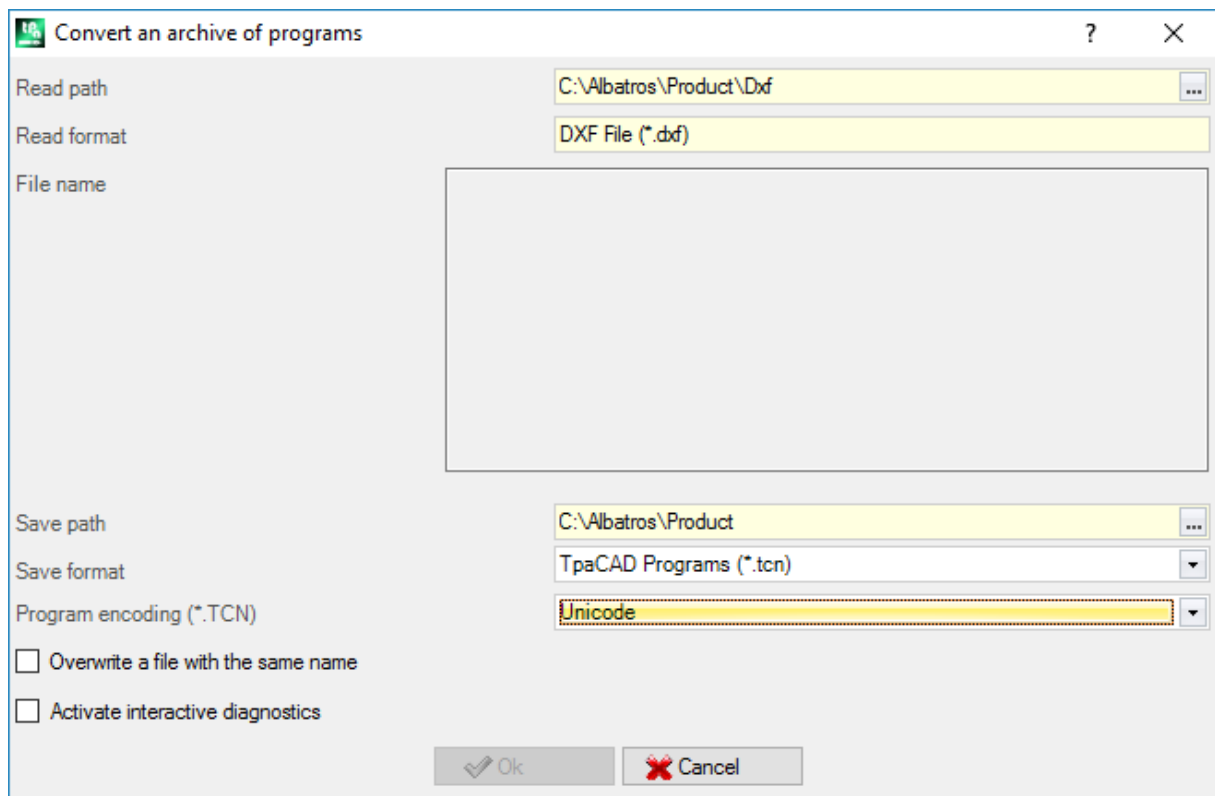 Convert an archive of programs ?
Read path C:\Albatros\Product\Dxf ...
Read format DXF File (*.dxf)
File name
Save path C:\Albatros\Product ...
Save format TpaCAD Programs (*.tcn)
Program encoding (*.TCN) Unicode
Overwrite a file with the same name
Activate interactive diagnostics
Ok Cancel